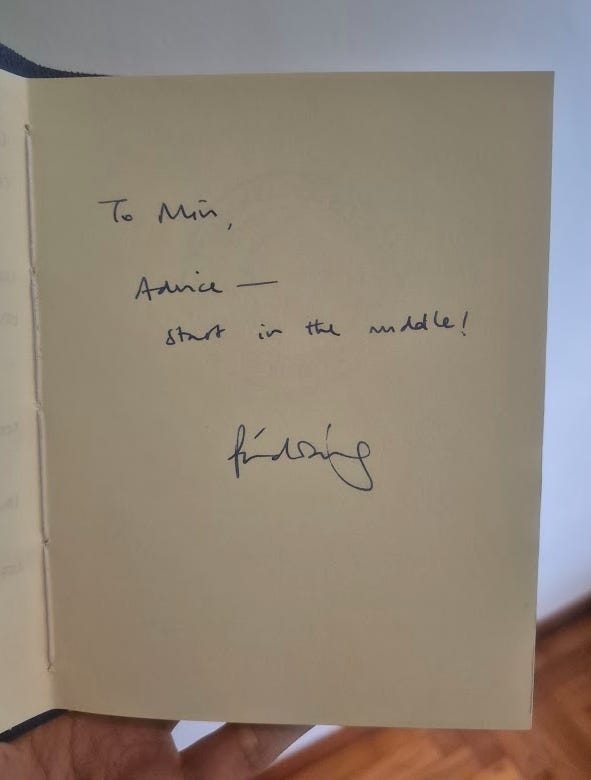 To Min,
Advice —
start in the middle!